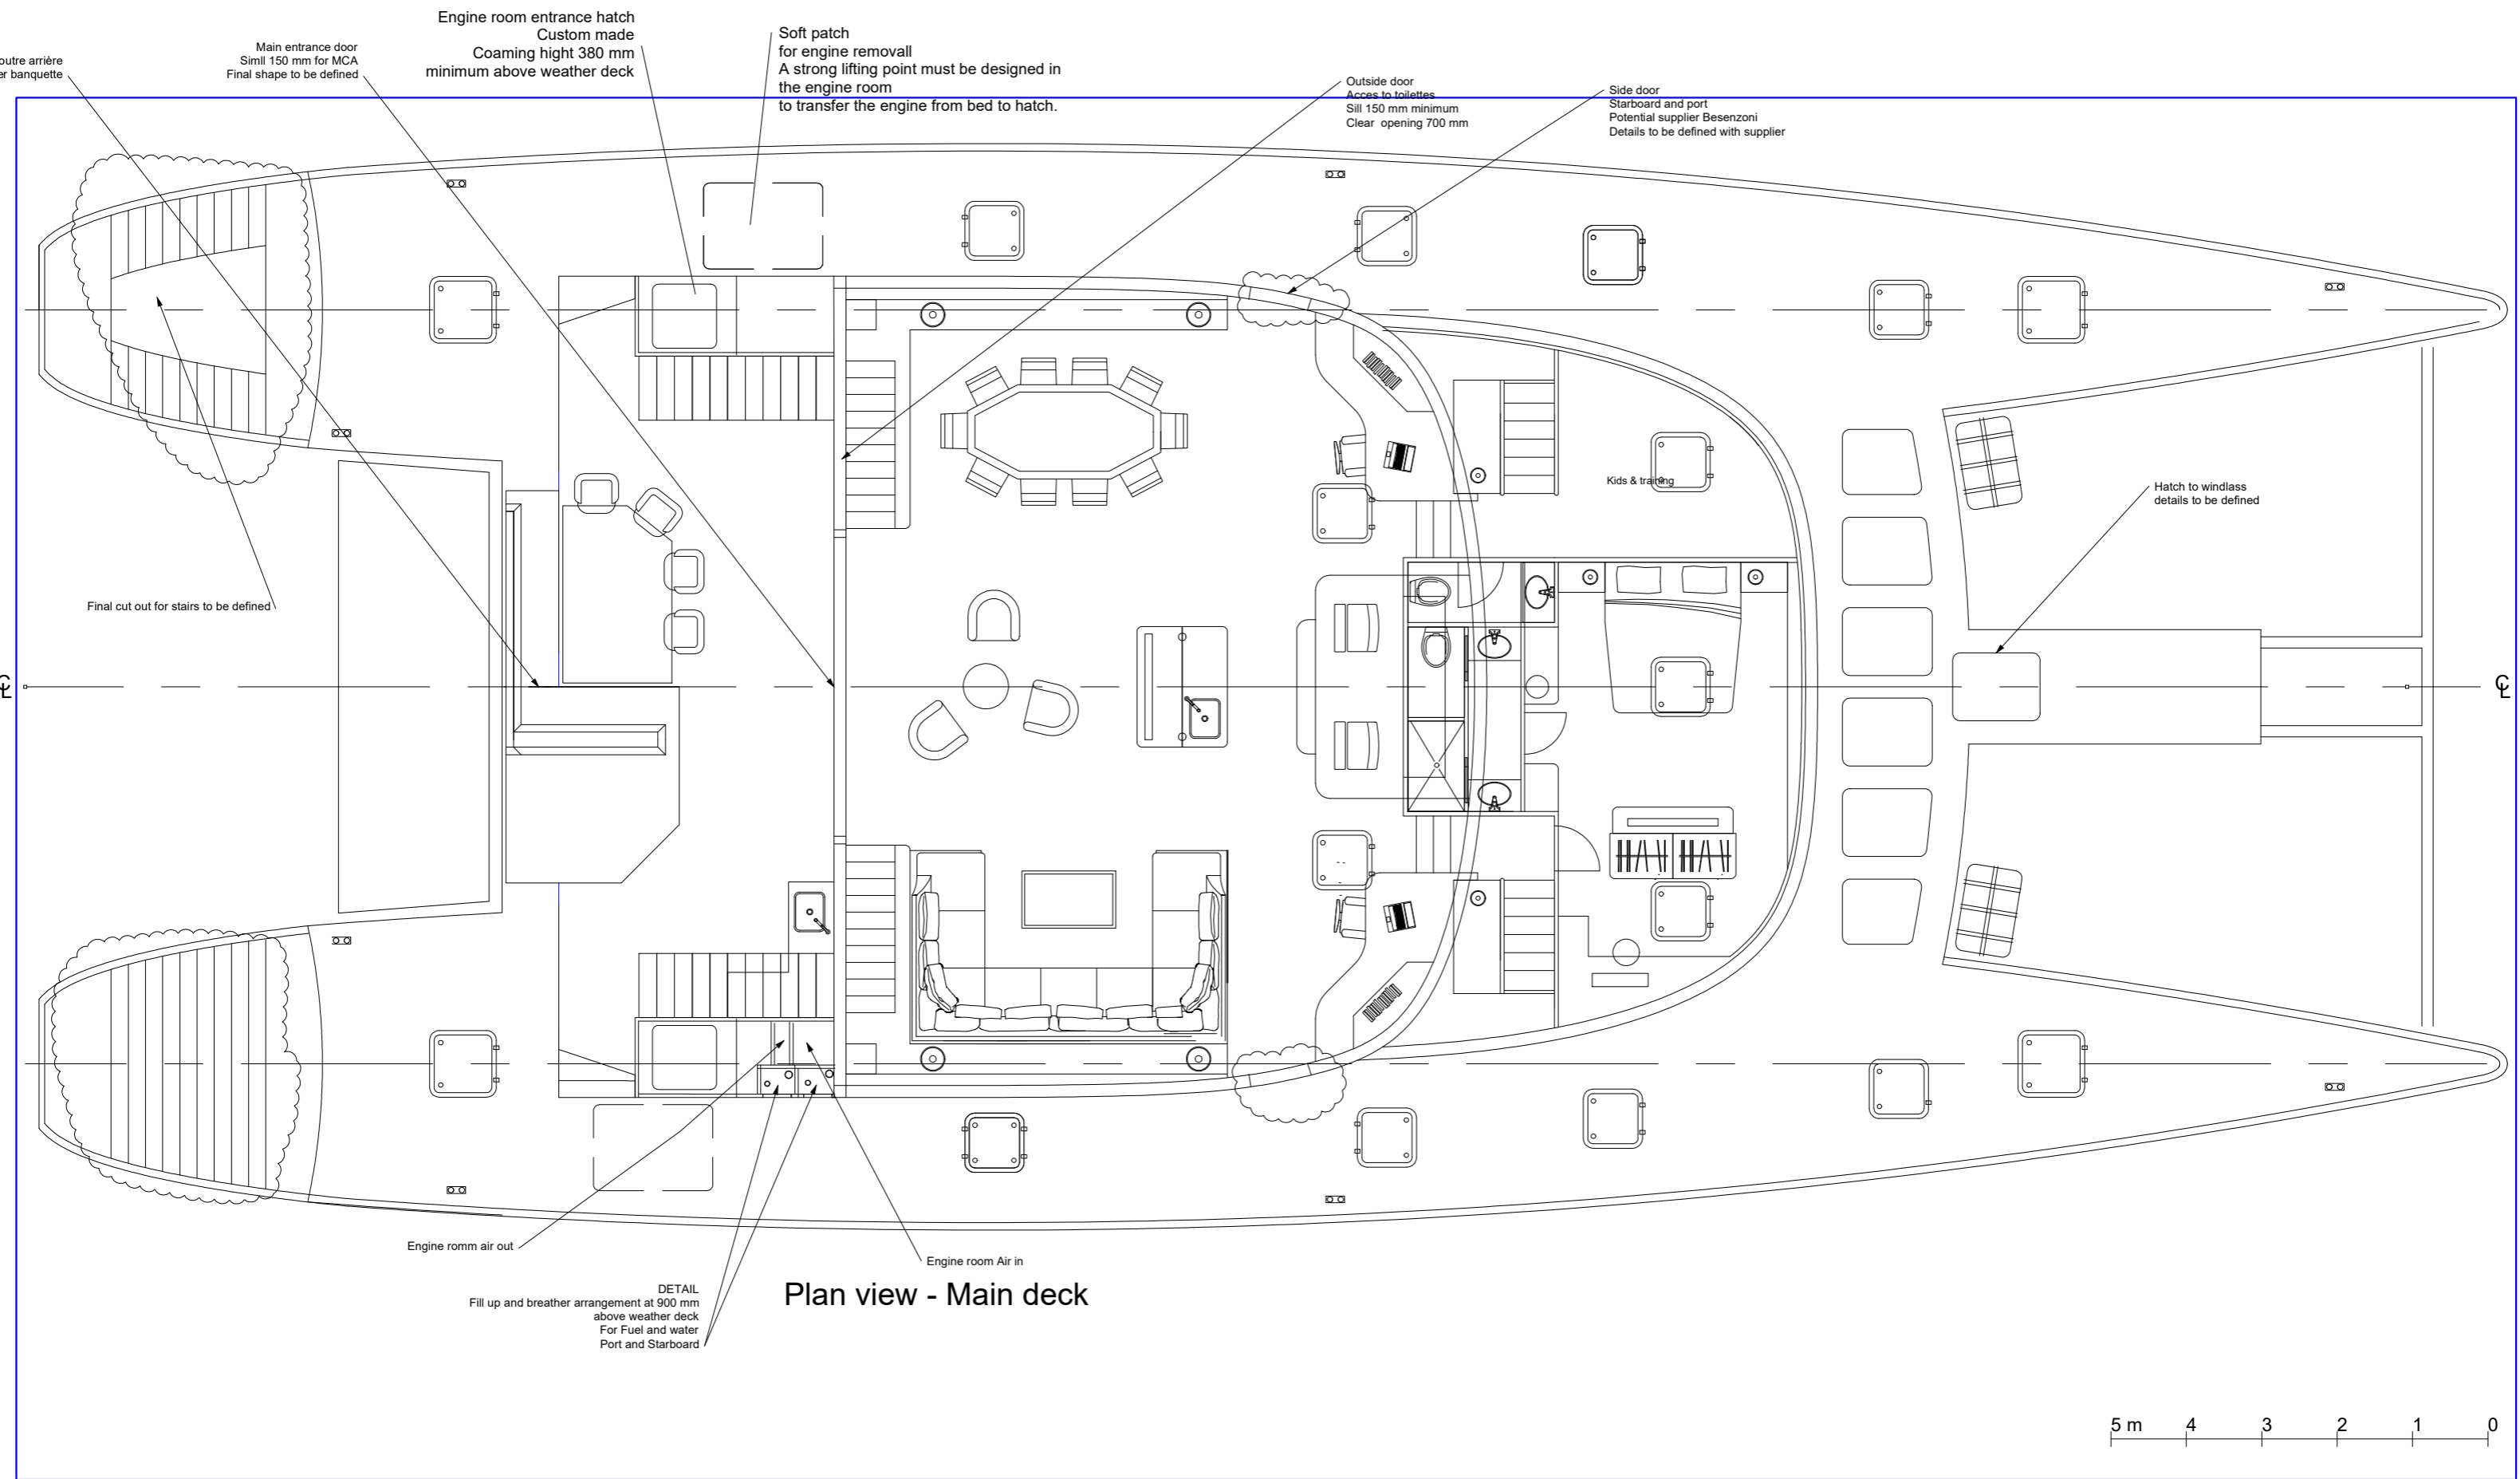 Engine room entrance hatch
Custom made
Coaming hight 380 mm
minimum above weather deck
Soft patch
for engine removall
A strong lifting point must be designed in
the engine room
to transfer the engine from bed to hatch.
Main entrance door
Simll 150 mm for MCA
Final shape to be defined
outre arrière
er banquette
Outside door
Acces to toilettes
Sill 150 mm minimum
Clear opening 700 mm
Side door
Starboard and port
Potential supplier Besenzoni
Details to be defined with supplier
Kids & training
Hatch to windlass
details to be defined
Final cut out for stairs to be defined
℄
℄
Engine romm air out
Engine room Air in
DETAIL
Fill up and breather arrangement at 900 mm
above weather deck
For Fuel and water
Port and Starboard
Plan view - Main deck
5 m 4 3 2 1 0